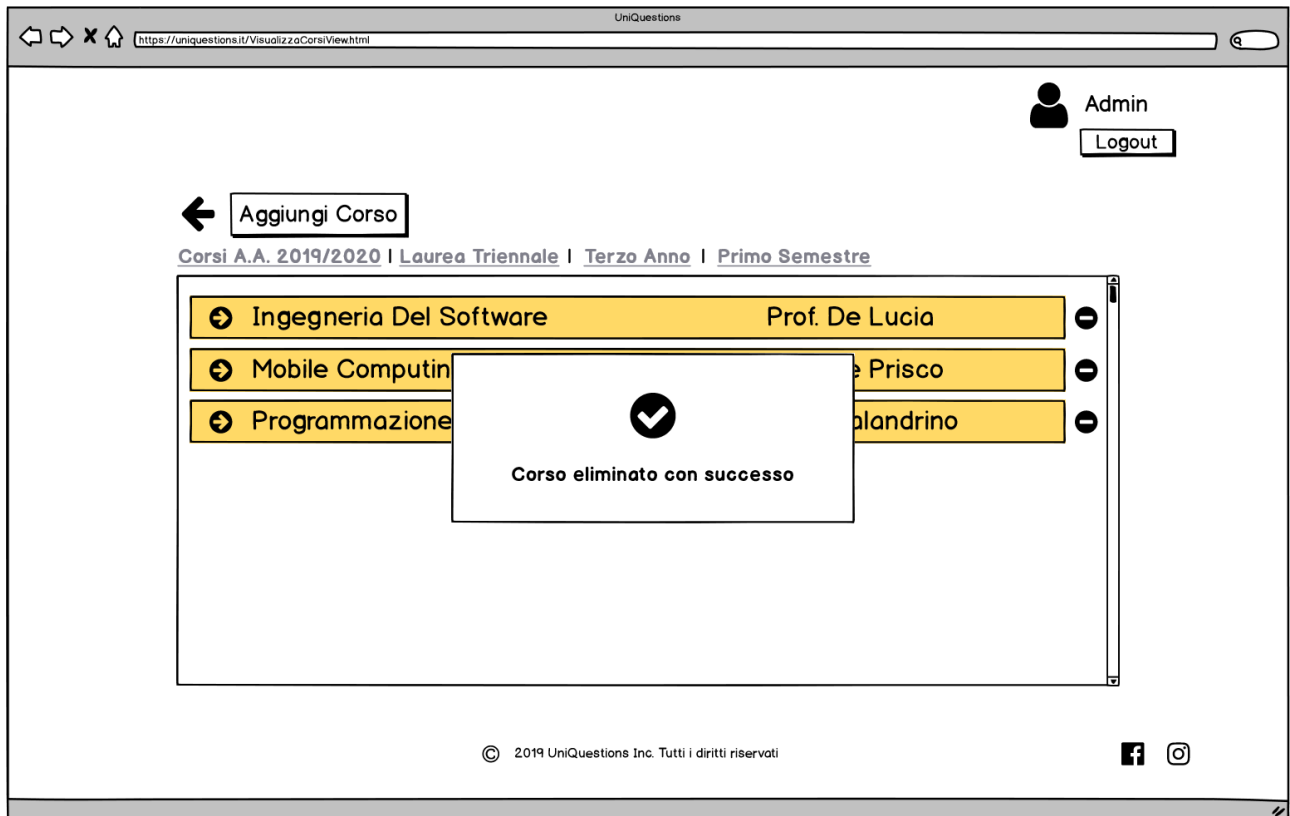 UniQuestions
https://uniquestions.it/VisualizzaCorsiView.html
Admin
Logout
Aggiungi Corso
Corsi A.A. 2019/2020 | Laurea Triennale | Terzo Anno | Primo Semestre
Ingegneria Del Software Prof. De Lucia
Mobile Prisco
Programmazione
Corso eliminato con successo
© 2019 UniQuestions Inc. Tutti i diritti riservati